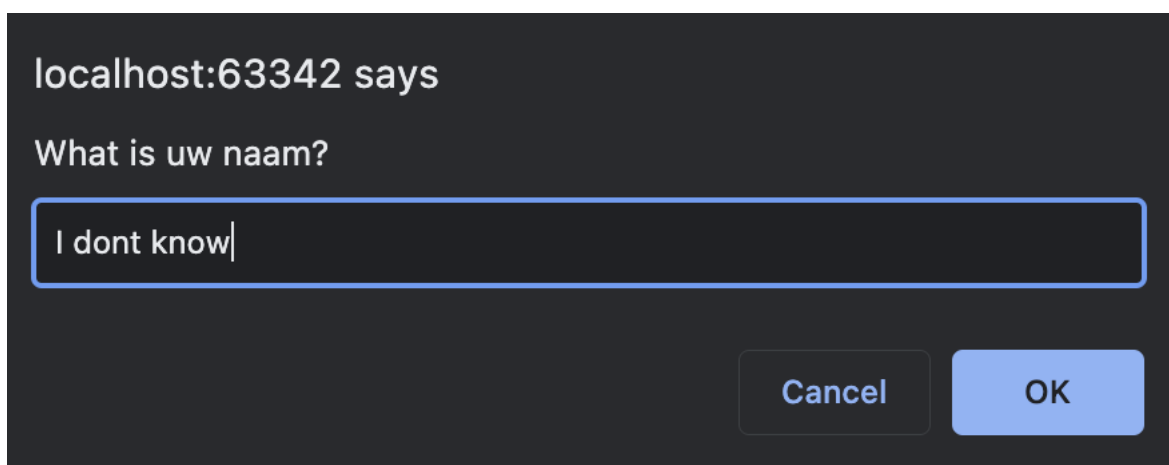 localhost:63342 says
What is uw naam?
I dont know
Cancel
OK